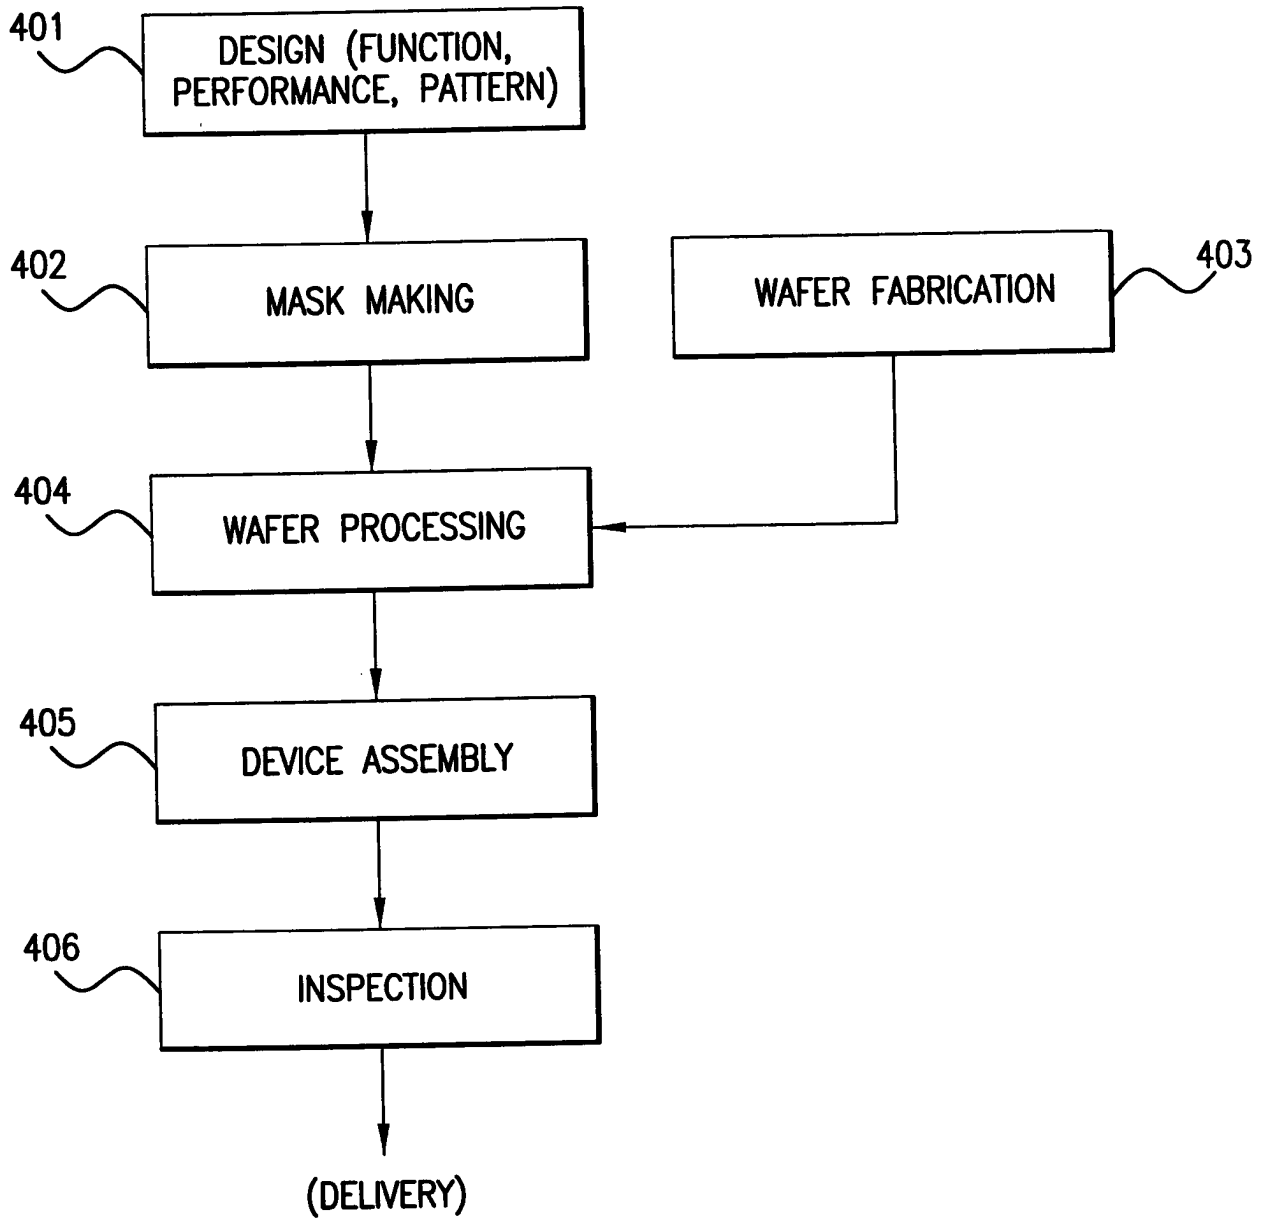 401
DESIGN (FUNCTION,
PERFORMANCE, PATTERN)
402
MASK MAKING
WAFER FABRICATION
403
404
WAFER PROCESSING
405
DEVICE ASSEMBLY
406
INSPECTION
(DELIVERY)